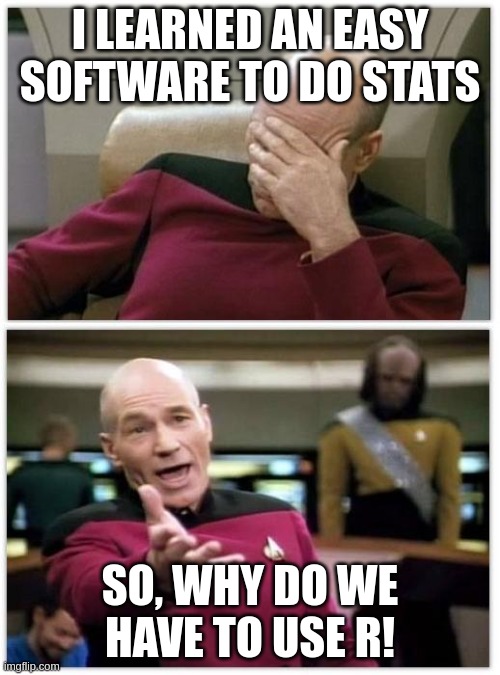 I LEARNED AN EASY
SOFTWARE TO DO STATS
SO, WHY DO WE
HAVE TO USE R!
imgflip.com